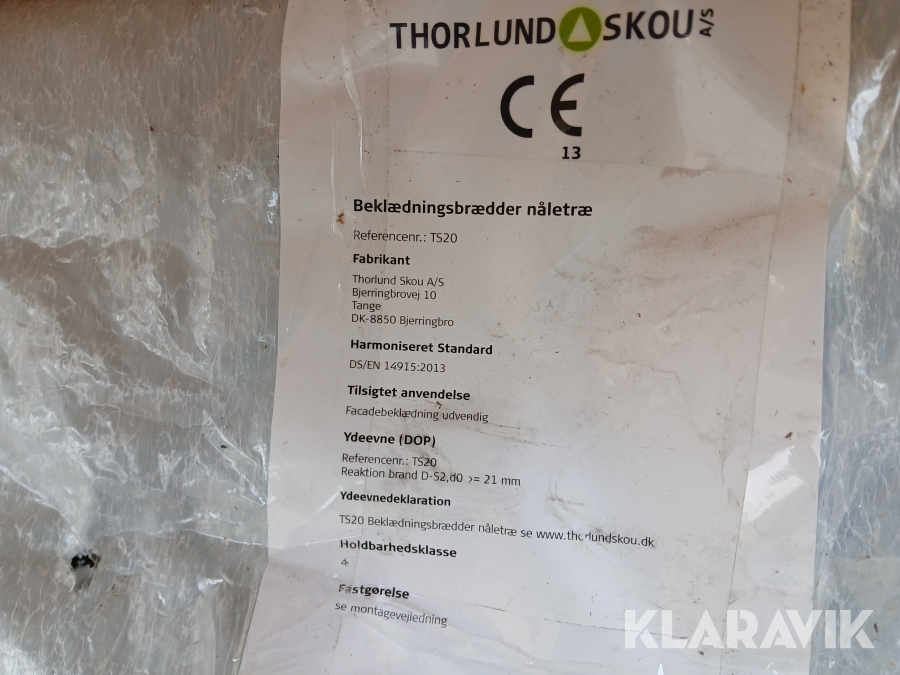 THORLUND SKOU A/S
CE
13
Beklædningsbrædder nåletræ
Referencenr.: TS20
Fabrikant
Thorlund Skou A/S
Bjerringbrovej 10
Tange
DK-8850 Bjerringbro
Harmoniseret Standard
DS/EN 14915:2013
Tilsigtet anvendelse
Facadebeklædning udvendig
Ydeevne (DOP)
Referencenr.: TS20
Reaktion brand D-S2,d0 >= 21 mm
Ydeevnedeklaration
TS20 Beklædningsbrædder nåletræ se www.thorlundskou.dk
Holdbarhedsklasse
4
Fastgørelse
se montagevejledning
KLARAVIK